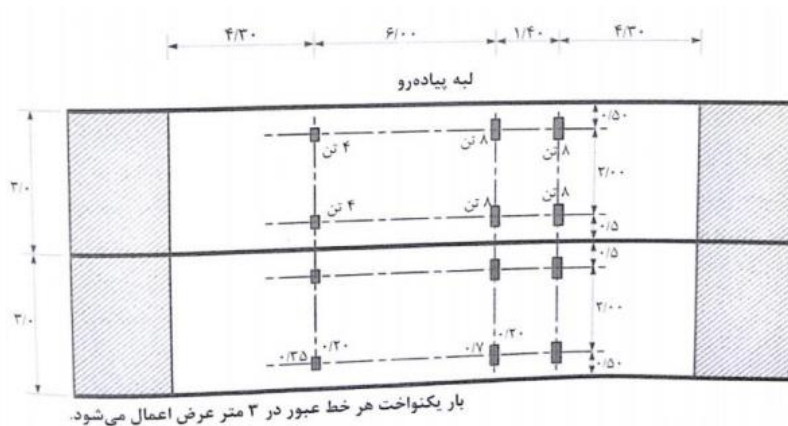 ۴/۳۰ ۶/۰۰ ۱/۴۰ ۴/۳۰
لبه پیاده‌رو
۰/۵۰
۴ تن ۸ تن ۸ تن
۳/۰ ۲/۰۰
۴ تن ۸ تن ۸ تن
۰/۵
۰/۵
۳/۰ ۲/۰۰
۰/۳۵ ۰/۲۰ ۰/۷ ۰/۲۰
۰/۵۰
بار یکنواخت هر خط عبور در ۳ متر عرض اعمال می‌شود.